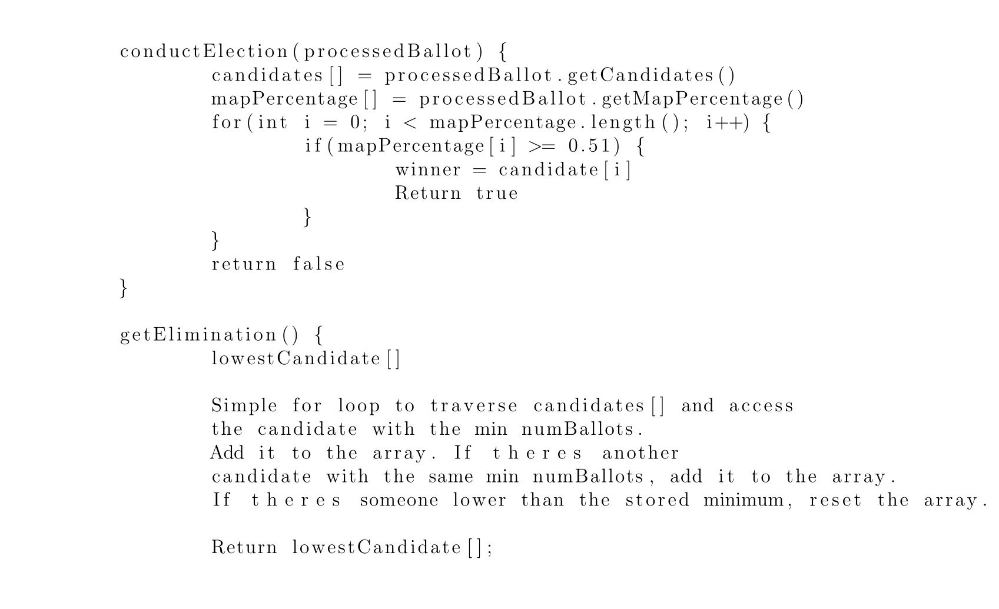 conductElection(processedBallot) {
candidates[] = processedBallot.getCandidates()
mapPercentage[] = processedBallot.getMapPercentage()
for(int i = 0; i < mapPercentage.length(); i++) {
if(mapPercentage[i] >= 0.51) {
winner = candidate[i]
Return true
}
}
return false
}
getElimination() {
lowestCandidate[]
Simple for loop to traverse candidates[] and access
the candidate with the min numBallots.
Add it to the array. If theres another
candidate with the same min numBallots, add it to the array.
If theres someone lower than the stored minimum, reset the array.
Return lowestCandidate[];